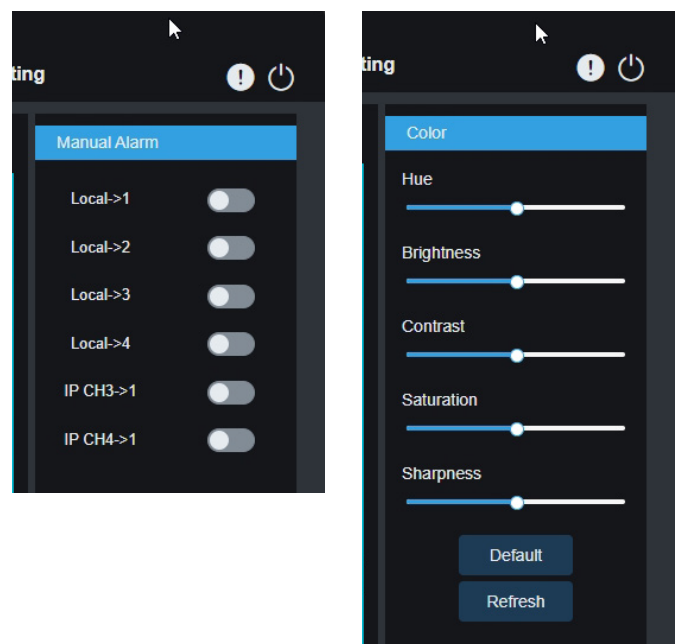 ting
Manual Alarm
Local->1
Local->2
Local->3
Local->4
IP CH3->1
IP CH4->1
ting
Color
Hue
Brightness
Contrast
Saturation
Sharpness
Default
Refresh